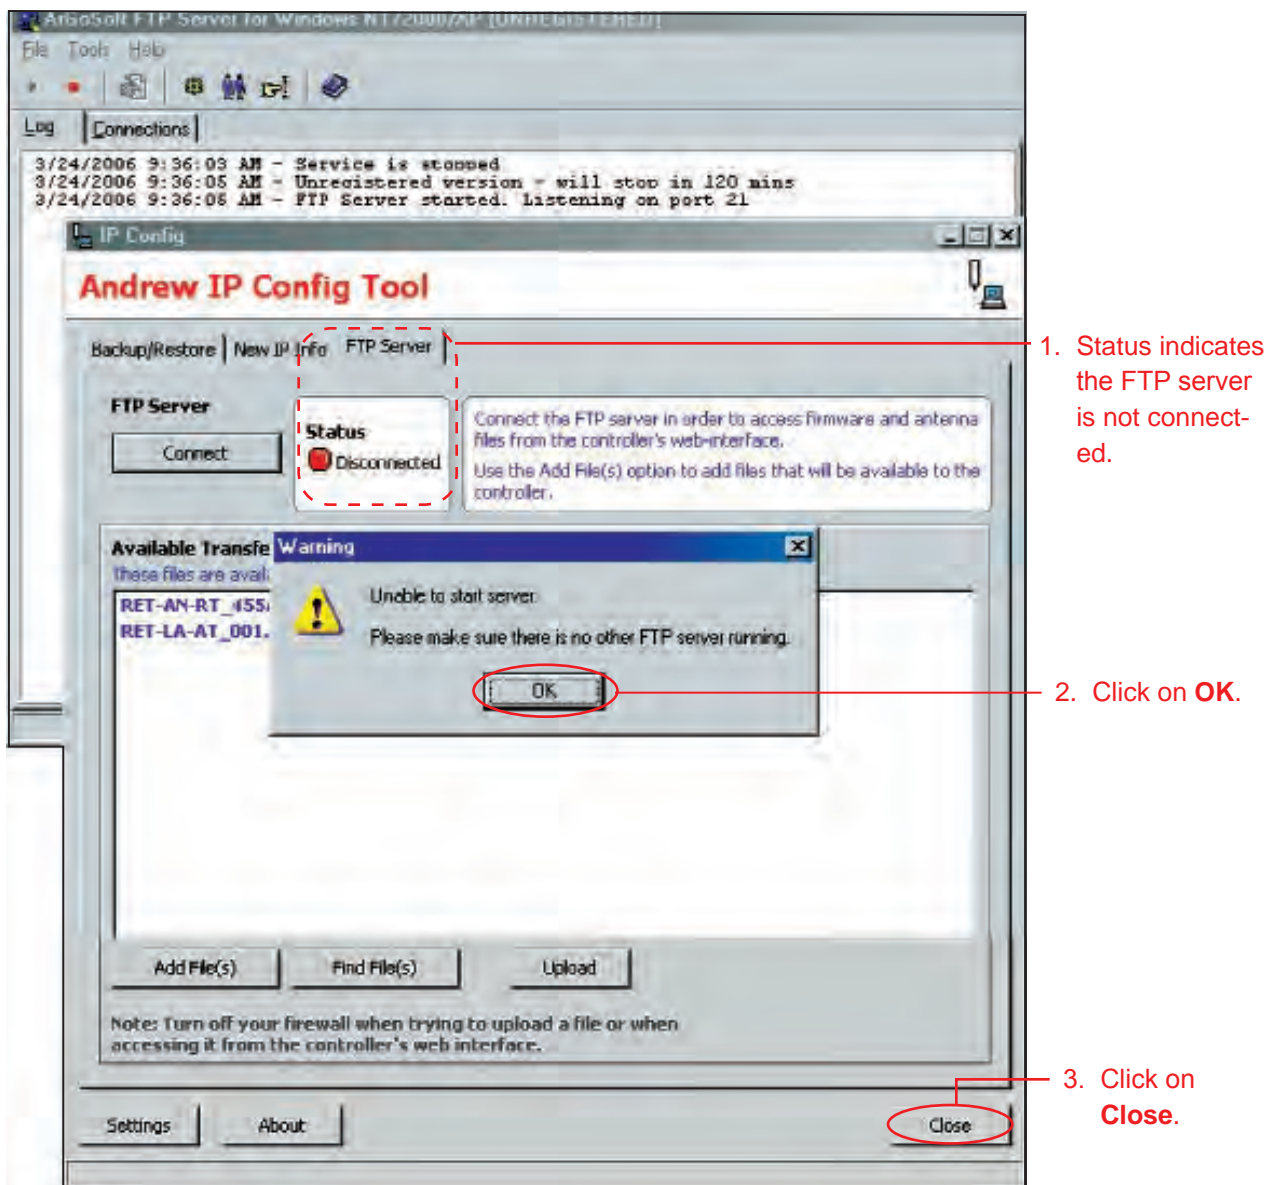 ArGoSoft FTP Server for Windows NT/2000/XP [UNREGISTERED]
File Tools Help
Log Connections
3/24/2006 9:36:03 AM - Service is stopped
3/24/2006 9:36:05 AM - Unregistered version - will stop in 120 mins
3/24/2006 9:36:05 AM - FTP Server started. Listening on port 21
IP Config
Andrew IP Config Tool
Backup/Restore New IP Info FTP Server
FTP Server
Connect
Status
Disconnected
Connect the FTP server in order to access firmware and antenna
files from the controller's web-interface.
Use the Add File(s) option to add files that will be available to the
controller.
Available Transfe
These files are avail
RET-AN-RT_455
RET-LA-AT_001.
Warning
Unable to start server.
Please make sure there is no other FTP server running.
OK
Add File(s) Find File(s) Upload
Note: Turn off your firewall when trying to upload a file or when
accessing it from the controller's web interface.
Settings About Close
1. Status indicates
the FTP server
is not connect-
ed.
2. Click on OK.
3. Click on
Close.